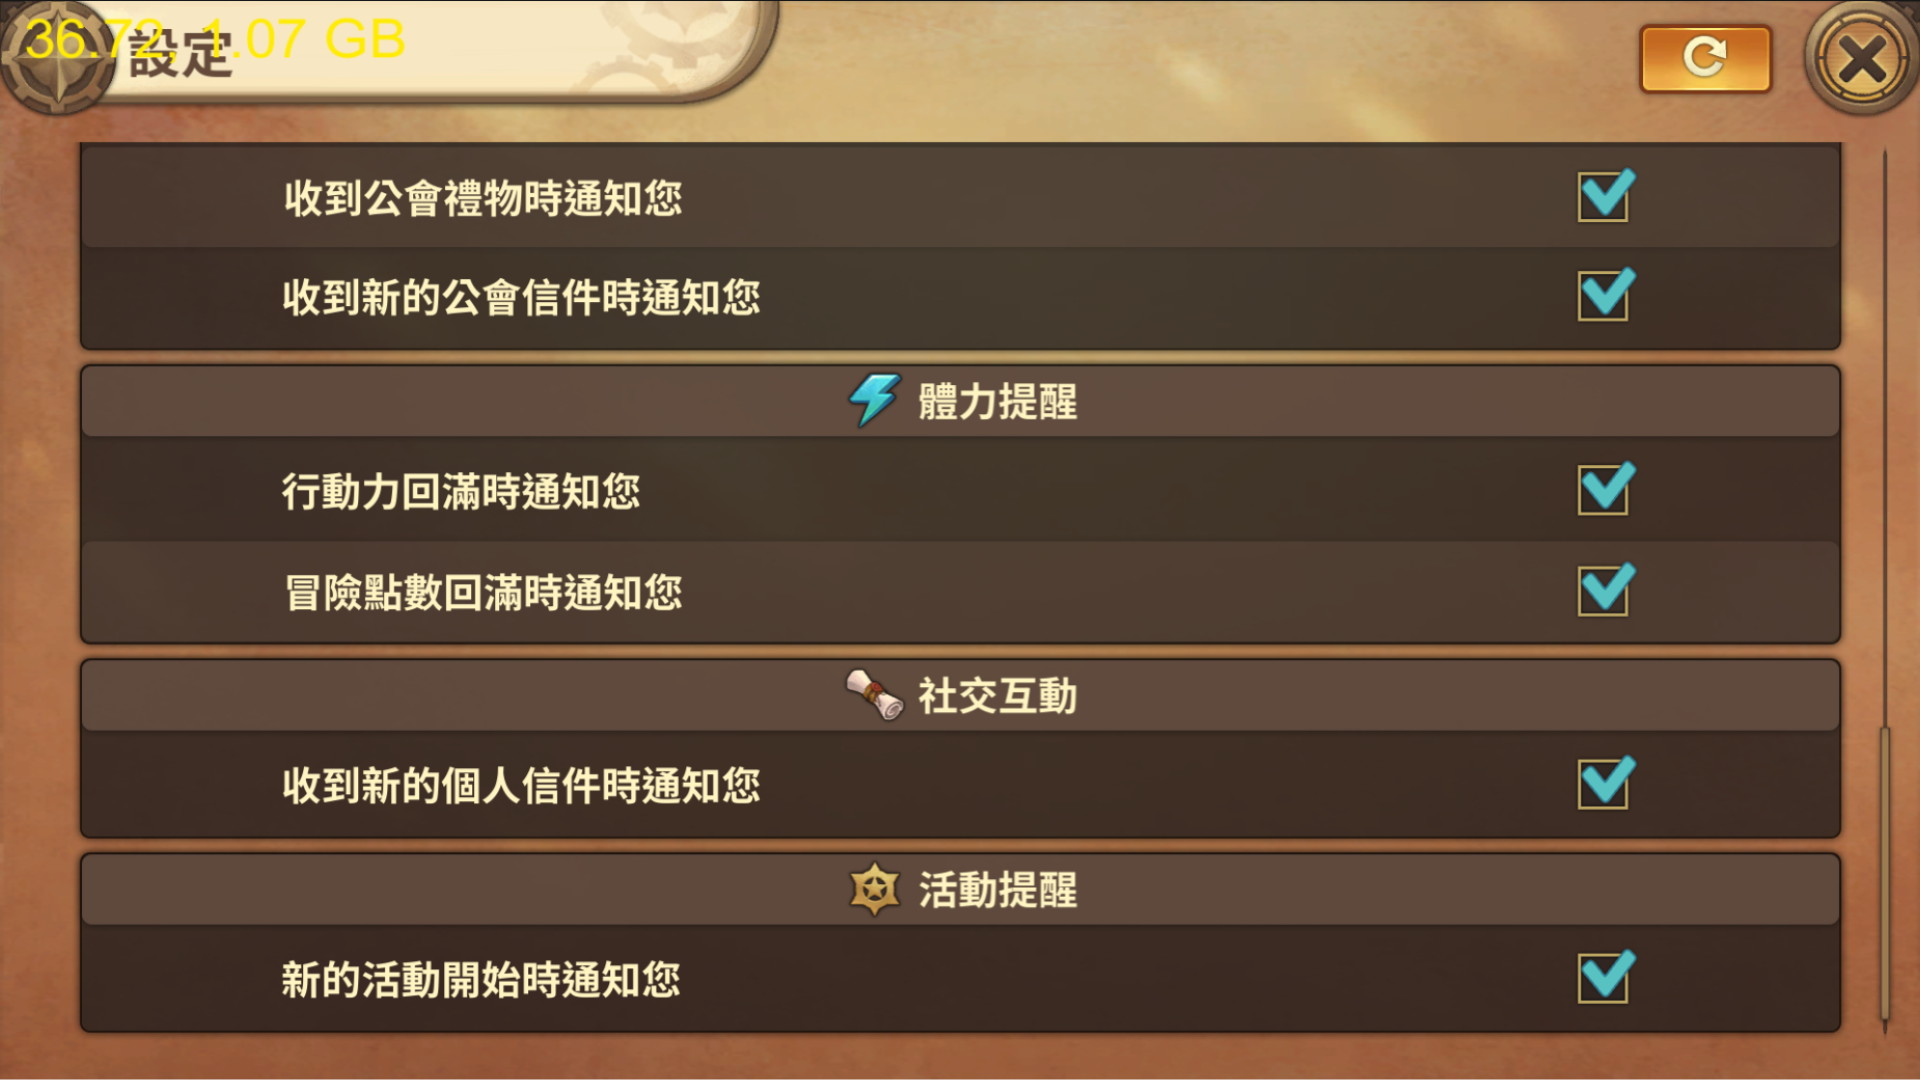 36.72, 1.07 GB
設定
收到公會禮物時通知您
收到新的公會信件時通知您
體力提醒
行動力回滿時通知您
冒險點數回滿時通知您
社交互動
收到新的個人信件時通知您
活動提醒
新的活動開始時通知您